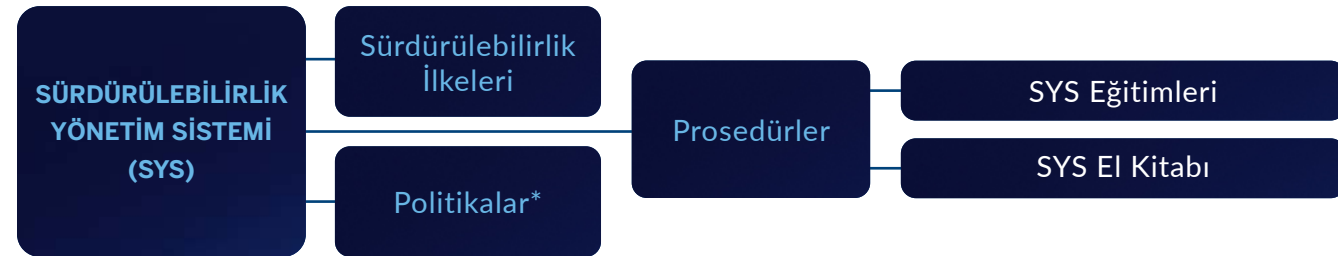 SÜRDÜRÜLEBİLİRLİK
YÖNETİM SİSTEMİ
(SYS)
Sürdürülebilirlik
İlkeleri
Politikalar*
Prosedürler
SYS Eğitimleri
SYS El Kitabı